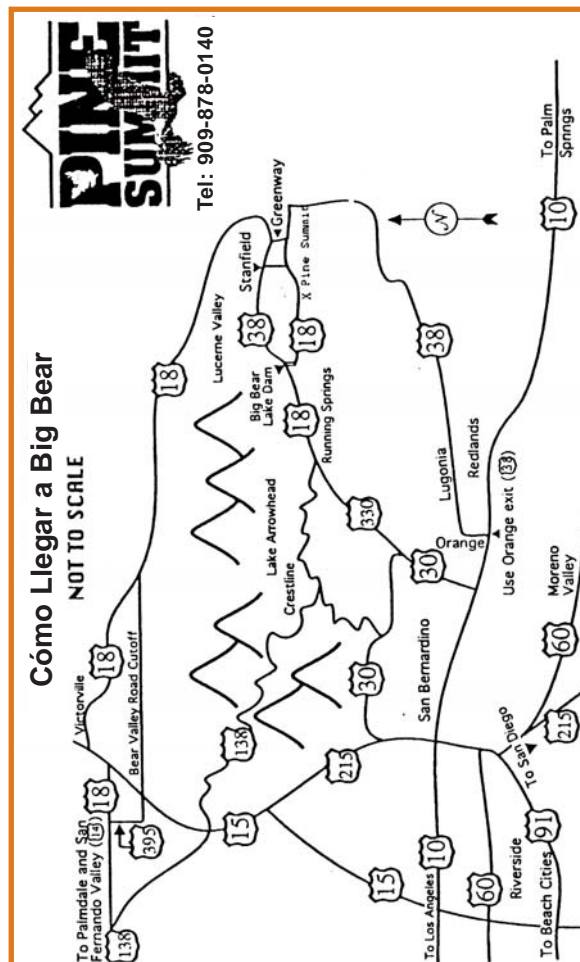 Cómo Llegar a Big Bear
NOT TO SCALE
PINE
SUMMIT
Tel: 909-878-0140
To Palmdale and San
Fernando Valley (14)
138
18
395
Victorville
18
Bear Valley Road Cutoff
18
Lucerne Valley
Stanfield
Greenway
38
X Pine Summit
18
Big Bear
Lake Dam
18
Running Springs
Lake Arrowhead
Crestline
138
330
30
30
15
215
San Bernardino
38
Lugonia
Redlands
Orange
Use Orange exit (38)
N
To Palm
Springs
10
10
To Los Angeles
15
60
Riverside
91
To Beach Cities
To San Diego
215
60
Moreno
Valley